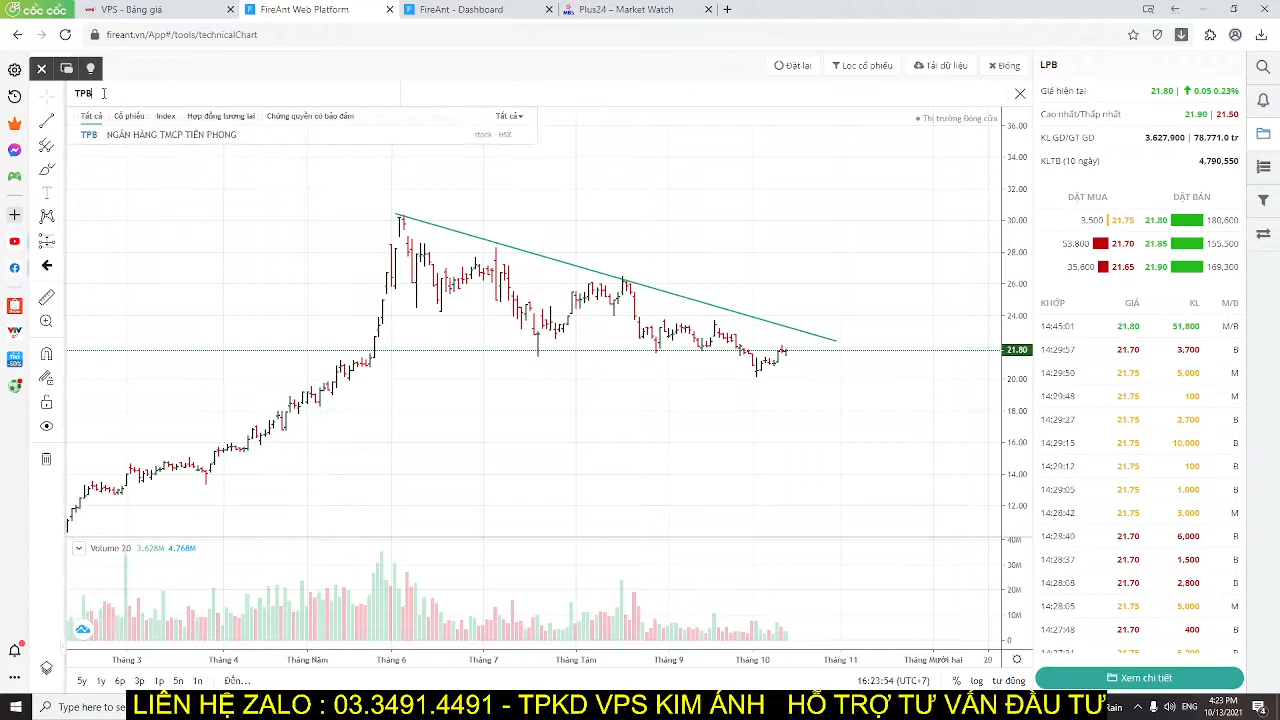 cốc cốc
VPS - Bảng giá
FireAnt Web Platform
FireAnt - Dashboard
Plus24 – Market Watch
fireant.vn/App#/tools/technicalChart
Đặt lại
Lọc cổ phiếu
Tải dữ liệu
Đóng
TPB
Tất cả
Cổ phiếu
Index
Hợp đồng tương lai
Chứng quyền có bảo đảm
Tất cả
TPB NGÂN HÀNG TMCP TIÊN PHONG
stock - HSX
Thị trường Đóng cửa
36.00
34.00
32.00
30.00
28.00
26.00
24.00
21.80
20.00
18.00
16.00
14.00
12.00
Volume 20 3.628M 4.768M
40M
30M
20M
10M
0
Tháng 3
Tháng 4
Tháng Năm
Tháng 6
Tháng 7
Tháng Tám
Tháng 9
Tháng 10
Tháng 11
Tháng Mười hai
20
5y 1y 6p 3p 1p 5n 1n Đến...
16:23:54 (UTC+7)
% log tự động
LPB
Giá hiện tại 21.80 | 0.05 0.23%
Cao nhất/Thấp nhất 21.90 | 21.50
KL GD/GT GD 3,627,900 | 78,771.0 tr
KLTB (10 ngày) 4,790,550
ĐẶT MUA ĐẶT BÁN
3,500 21.75 21.80 180,600
53,800 21.70 21.85 155,500
35,600 21.65 21.90 169,300
KHỚP GIÁ KL M/B
14:45:01 21.80 51,800 M/B
14:29:57 21.70 3,700 B
14:29:50 21.75 5,000 M
14:29:48 21.75 100 M
14:29:27 21.75 2,700 B
14:29:15 21.75 10,000 B
14:29:12 21.75 100 B
14:29:05 21.75 1,000 B
14:28:42 21.75 3,000 M
14:28:40 21.70 6,000 B
14:28:37 21.70 1,500 B
14:28:08 21.70 2,800 B
14:28:05 21.75 5,000 M
14:27:48 21.70 400 B
Xem chi tiết
Type here to se
LIÊN HỆ ZALO : 03.3491.4491 - TPKD VPS KIM ÁNH HỖ TRỢ TƯ VẤN ĐẦU TƯ
4:23 PM
10/13/2021